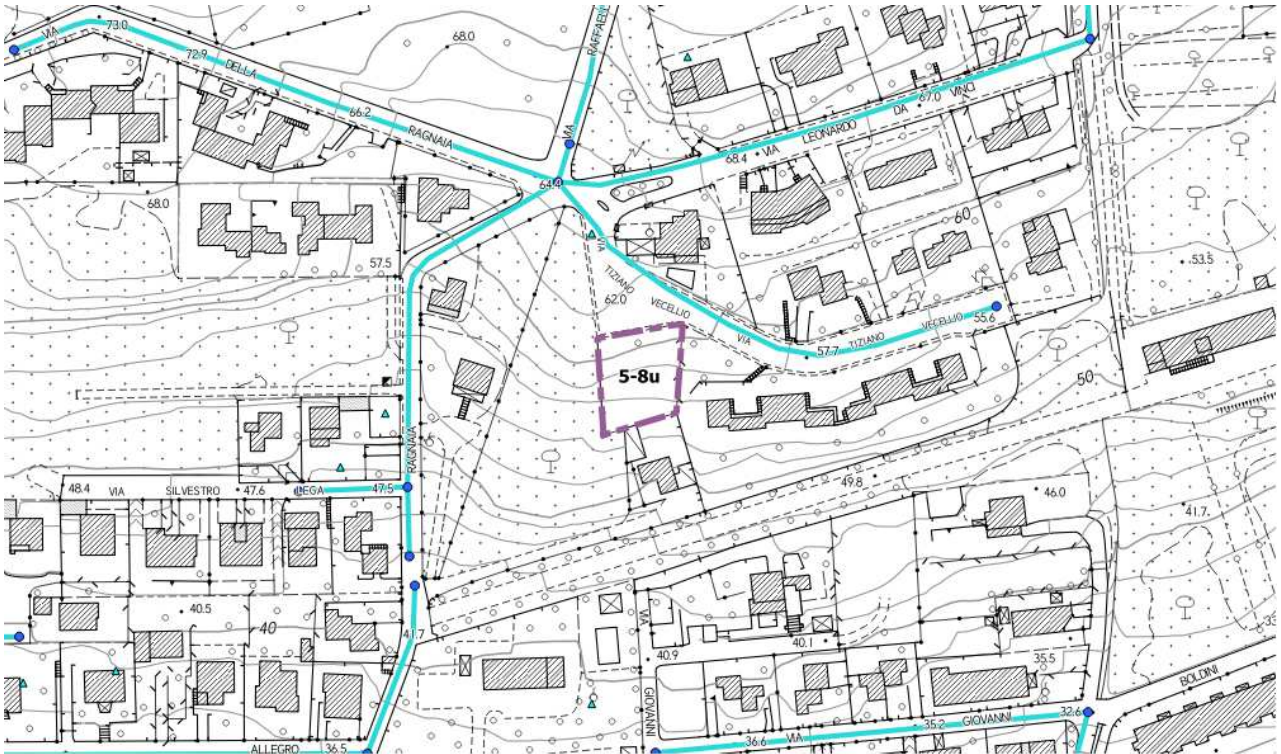 VIA
73.0
72.9
DELLA
66.2
RAGNAIA
68.0
VIA
RAFFAELL
64.4
68.4
VIA
LEONARDO
DA
VINCI
67.0
68.0
57.5
60
53.5
VIA
TIZIANO
VECELLIO
VIA
62.0
57.7
TIZIANO
VECELLIO
55.6
5-8u
50
RAGNAIA
48.4
VIA
SILVESTRO
47.6
LEGA
47.5
49.8
46.0
41.7
40.5
40
41.7
VIA
GIOVANNI
40.9
40.1
35.5
33
BOLDINI
ALLEGRO
36.5
36.6
VIA
35.2
GIOVANNI
32.6